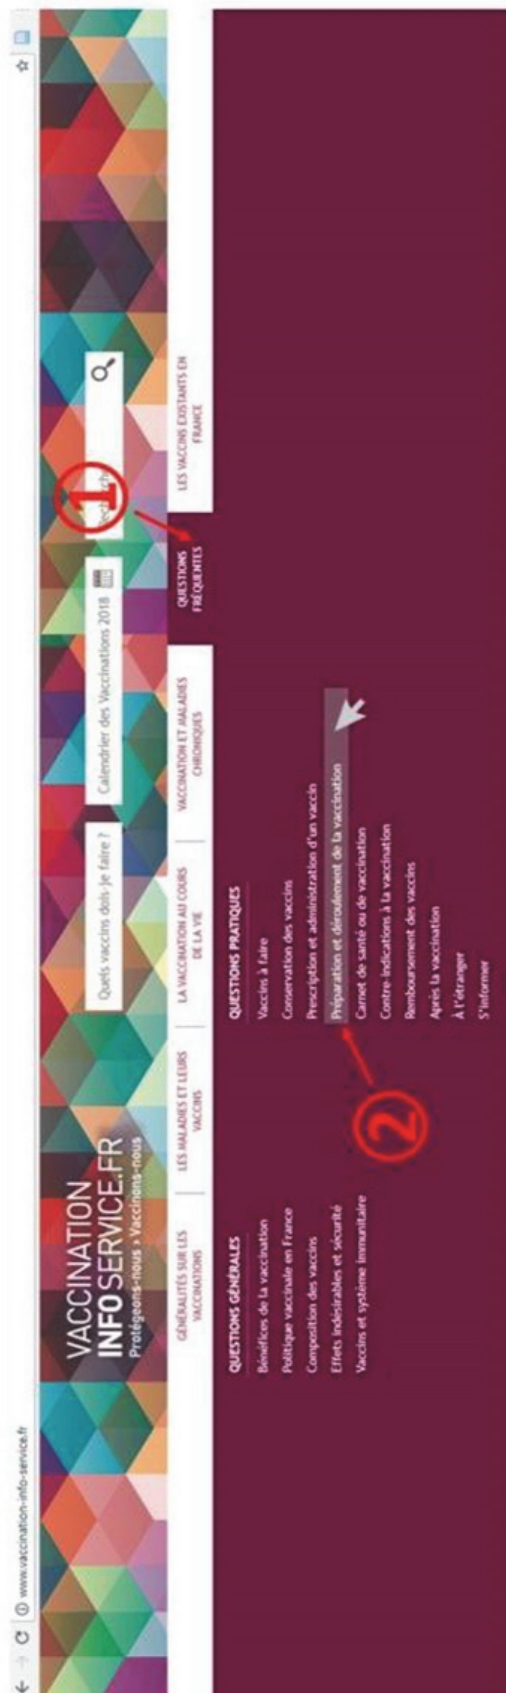 www.vaccination-info-service.fr
VACCINATION
INFO SERVICE.FR
Protégeons-nous > Vaccinons-nous
Quels vaccins dois-je faire ?
Calendrier des Vaccinations 2018
1
GÉNÉRALITÉS SUR LES
VACCINATIONS
LES MALADIES ET LEURS
VACCINS
LA VACCINATION AU COURS
DE LA VIE
VACCINATION ET MALADIES
CHRONIQUES
QUESTIONS
FRÉQUENTES
LES VACCINS EXISTANTS EN
FRANCE
QUESTIONS GÉNÉRALES
Bénéfices de la vaccination
Politique vaccinale en France
Composition des vaccins
Effets indésirables et sécurité
Vaccins et système immunitaire
2
QUESTIONS PRATIQUES
Vaccins à faire
Conservation des vaccins
Prescription et administration d'un vaccin
Préparation et déroulement de la vaccination
Carnet de santé ou de vaccination
Contre-indications à la vaccination
Remboursement des vaccins
Après la vaccination
À l'étranger
S'informer